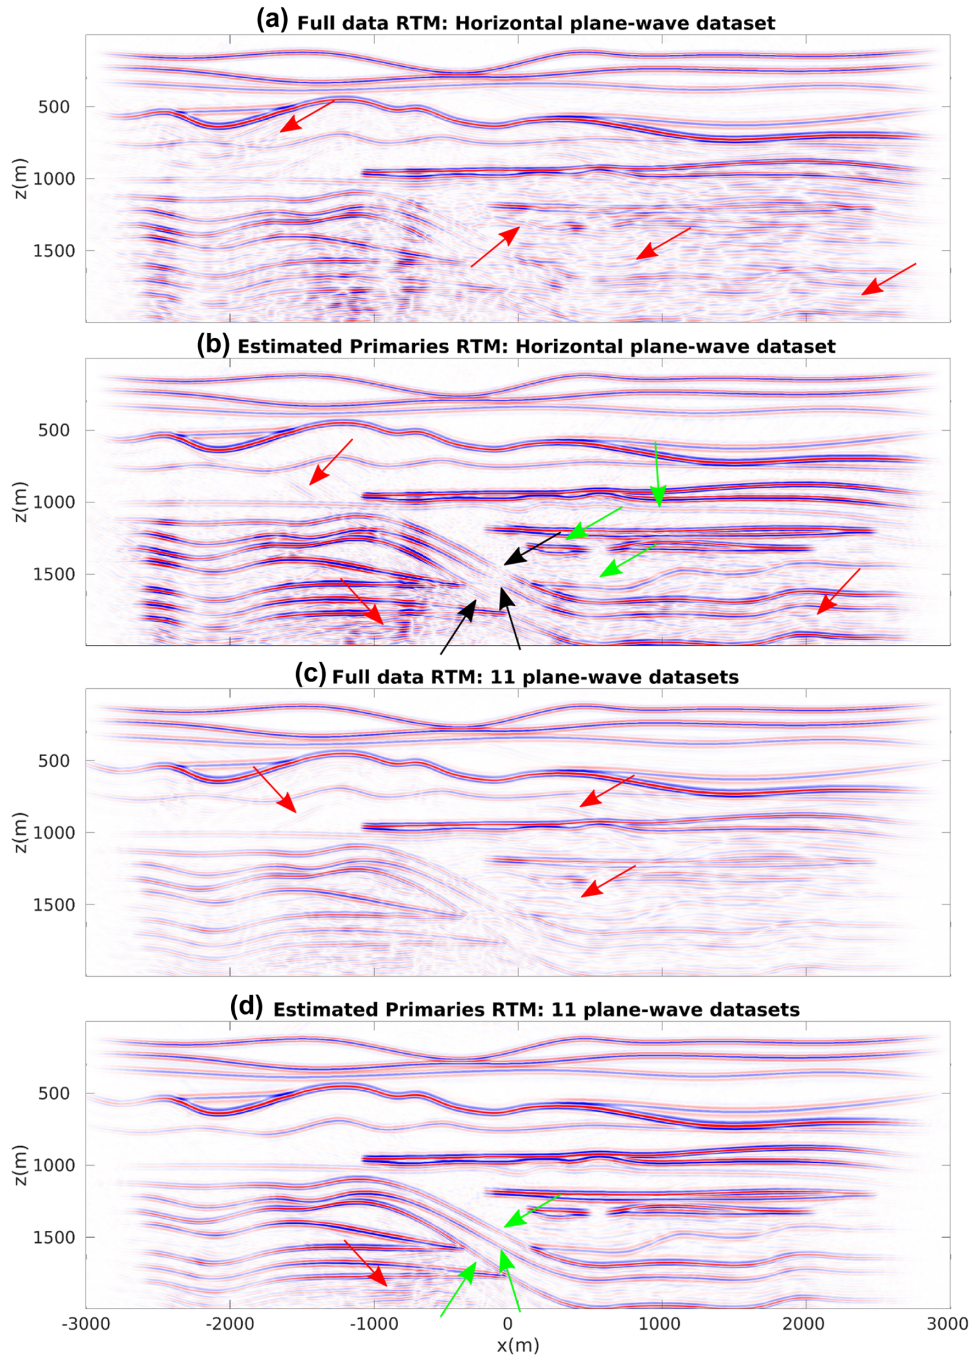 (a) Full data RTM: Horizontal plane-wave dataset
500
1000
1500
z(m)
(b) Estimated Primaries RTM: Horizontal plane-wave dataset
500
1000
1500
z(m)
(c) Full data RTM: 11 plane-wave datasets
500
1000
1500
z(m)
(d) Estimated Primaries RTM: 11 plane-wave datasets
500
1000
1500
z(m)
-3000 -2000 -1000 0 1000 2000 3000
x(m)